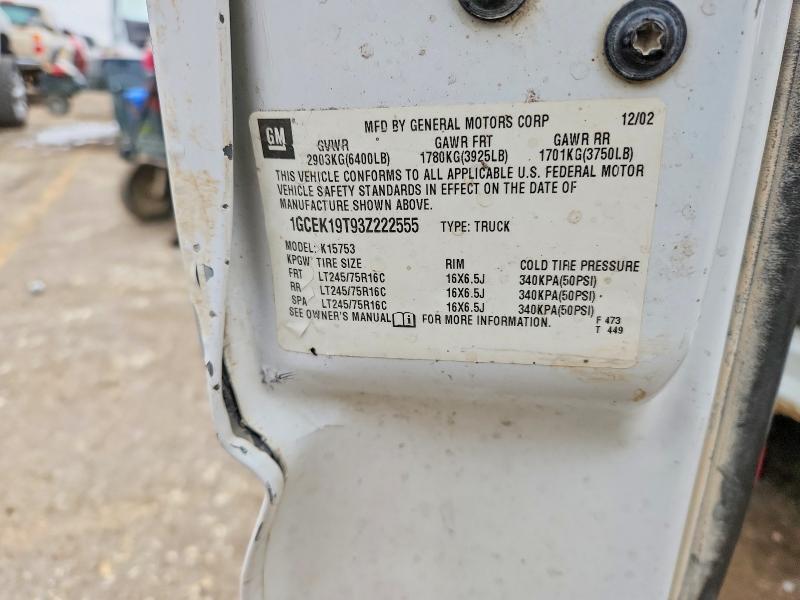 GM MFD BY GENERAL MOTORS CORP 12/02
GVWR GAWR FRT GAWR RR
2903KG(6400LB) 1780KG(3925LB) 1701KG(3750LB)
THIS VEHICLE CONFORMS TO ALL APPLICABLE U.S. FEDERAL MOTOR
VEHICLE SAFETY STANDARDS IN EFFECT ON THE DATE OF
MANUFACTURE SHOWN ABOVE.
1GCEK19T93Z222555 TYPE: TRUCK
MODEL: K15753
KPGW TIRE SIZE RIM COLD TIRE PRESSURE
FRT LT245/75R16C 16X6.5J 340KPA(50PSI)
RR LT245/75R16C 16X6.5J 340KPA(50PSI)
SPA LT245/75R16C 16X6.5J 340KPA(50PSI)
SEE OWNER'S MANUAL FOR MORE INFORMATION. F 473
T 449